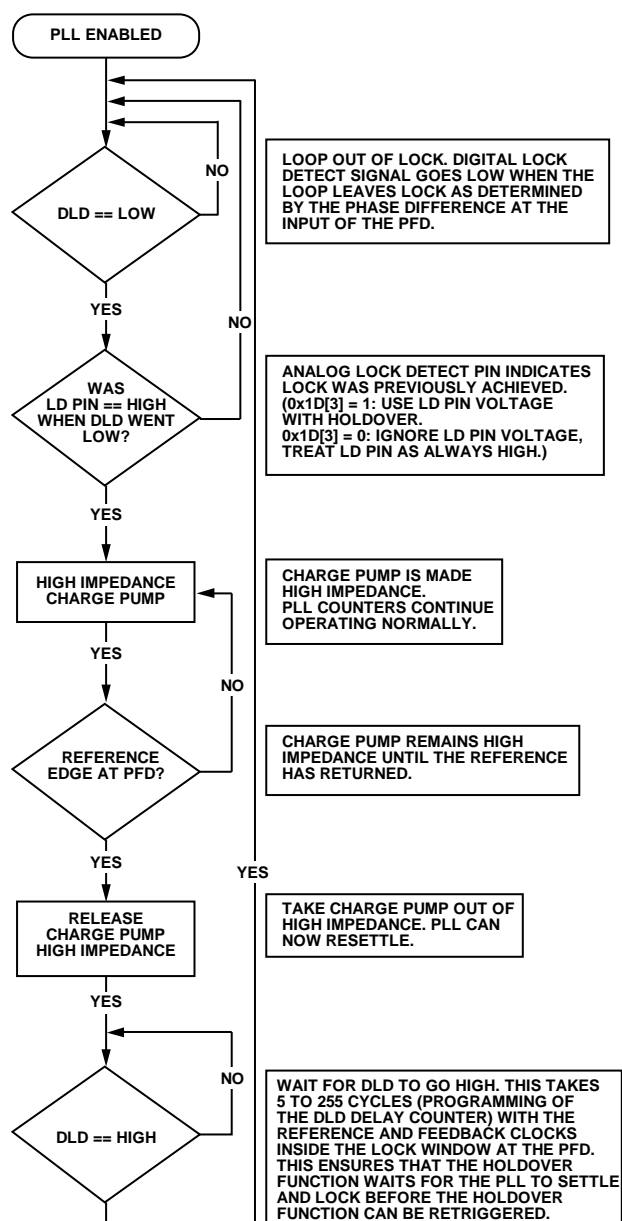 PLL ENABLED
NO
DLD == LOW
LOOP OUT OF LOCK. DIGITAL LOCK
DETECT SIGNAL GOES LOW WHEN THE
LOOP LEAVES LOCK AS DETERMINED
BY THE PHASE DIFFERENCE AT THE
INPUT OF THE PFD.
YES
NO
WAS
LD PIN == HIGH
WHEN DLD WENT
LOW?
ANALOG LOCK DETECT PIN INDICATES
LOCK WAS PREVIOUSLY ACHIEVED.
(0x1D[3] = 1: USE LD PIN VOLTAGE
WITH HOLDOVER.
0x1D[3] = 0: IGNORE LD PIN VOLTAGE,
TREAT LD PIN AS ALWAYS HIGH.)
YES
HIGH IMPEDANCE
CHARGE PUMP
CHARGE PUMP IS MADE
HIGH IMPEDANCE.
PLL COUNTERS CONTINUE
OPERATING NORMALLY.
YES
NO
REFERENCE
EDGE AT PFD?
CHARGE PUMP REMAINS HIGH
IMPEDANCE UNTIL THE REFERENCE
HAS RETURNED.
YES
YES
RELEASE
CHARGE PUMP
HIGH IMPEDANCE
TAKE CHARGE PUMP OUT OF
HIGH IMPEDANCE. PLL CAN
NOW RESETTLE.
YES
NO
DLD == HIGH
WAIT FOR DLD TO GO HIGH. THIS TAKES
5 TO 255 CYCLES (PROGRAMMING OF
THE DLD DELAY COUNTER) WITH THE
REFERENCE AND FEEDBACK CLOCKS
INSIDE THE LOCK WINDOW AT THE PFD.
THIS ENSURES THAT THE HOLDOVER
FUNCTION WAITS FOR THE PLL TO SETTLE
AND LOCK BEFORE THE HOLDOVER
FUNCTION CAN BE RETRIGGERED.